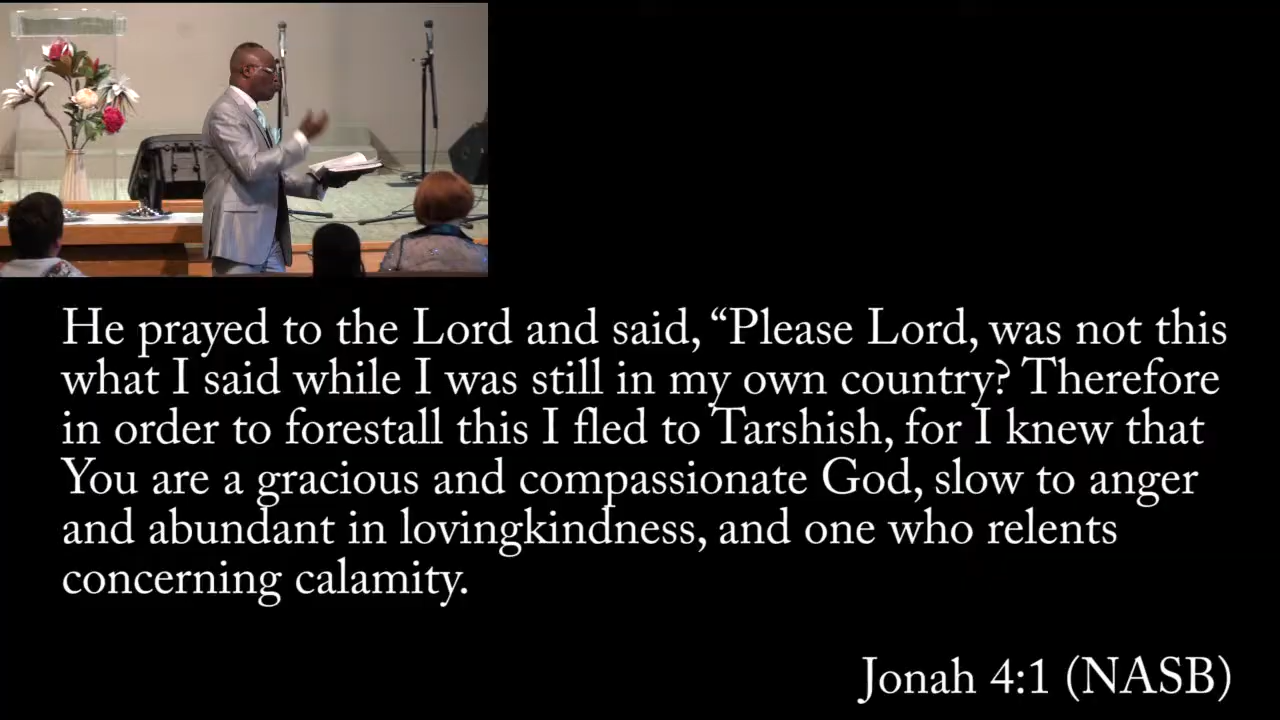 He prayed to the Lord and said, “Please Lord, was not this
what I said while I was still in my own country? Therefore
in order to forestall this I fled to Tarshish, for I knew that
You are a gracious and compassionate God, slow to anger
and abundant in lovingkindness, and one who relents
concerning calamity.
Jonah 4:1 (NASB)